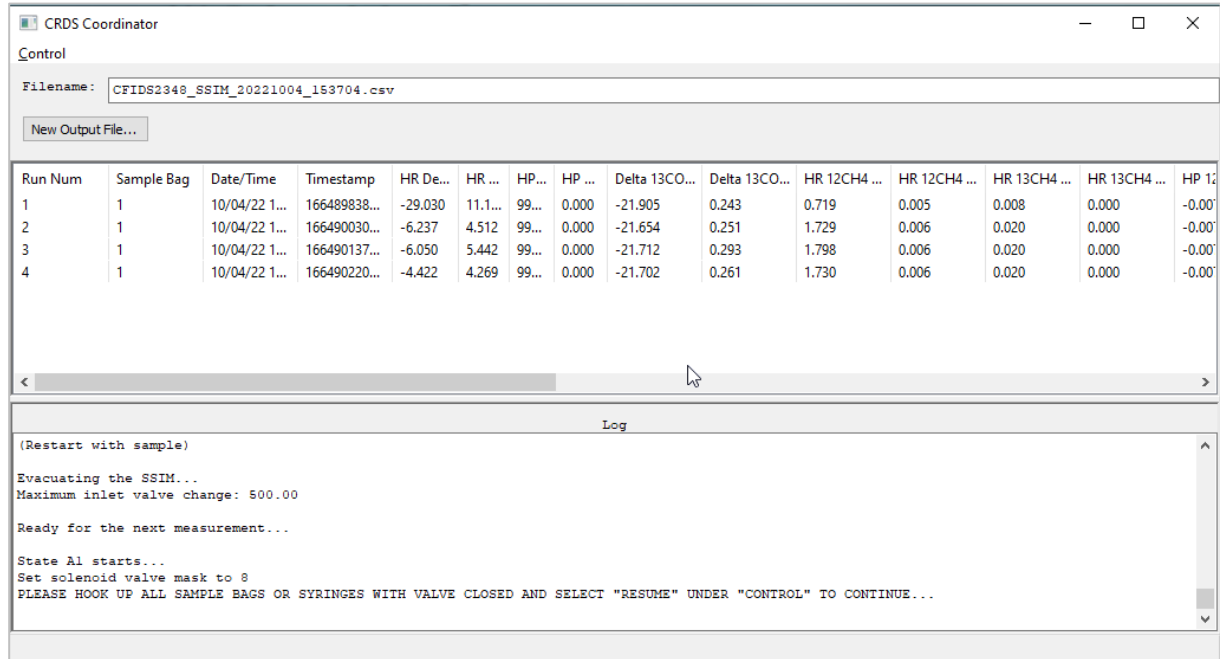 CRDS Coordinator
Control
Filename: CFIDS2348_SSIM_20221004_153704.csv
New Output File...
Run Num Sample Bag Date/Time Timestamp HR De... HR ... HP... HP ... Delta 13CO... Delta 13CO... HR 12CH4 ... HR 12CH4 ... HR 13CH4 ... HR 13CH4 ... HP 12
1 1 10/04/22 1... 166489838... -29.030 11.1... 99... 0.000 -21.905 0.243 0.719 0.005 0.008 0.000 -0.00
2 1 10/04/22 1... 166490030... -6.237 4.512 99... 0.000 -21.654 0.251 1.729 0.006 0.020 0.000 -0.00
3 1 10/04/22 1... 166490137... -6.050 5.442 99... 0.000 -21.712 0.293 1.798 0.006 0.020 0.000 -0.00
4 1 10/04/22 1... 166490220... -4.422 4.269 99... 0.000 -21.702 0.261 1.730 0.006 0.020 0.000 -0.00
Log
(Restart with sample)
Evacuating the SSIM...
Maximum inlet valve change: 500.00
Ready for the next measurement...
State A1 starts...
Set solenoid valve mask to 8
PLEASE HOOK UP ALL SAMPLE BAGS OR SYRINGES WITH VALVE CLOSED AND SELECT "RESUME" UNDER "CONTROL" TO CONTINUE...